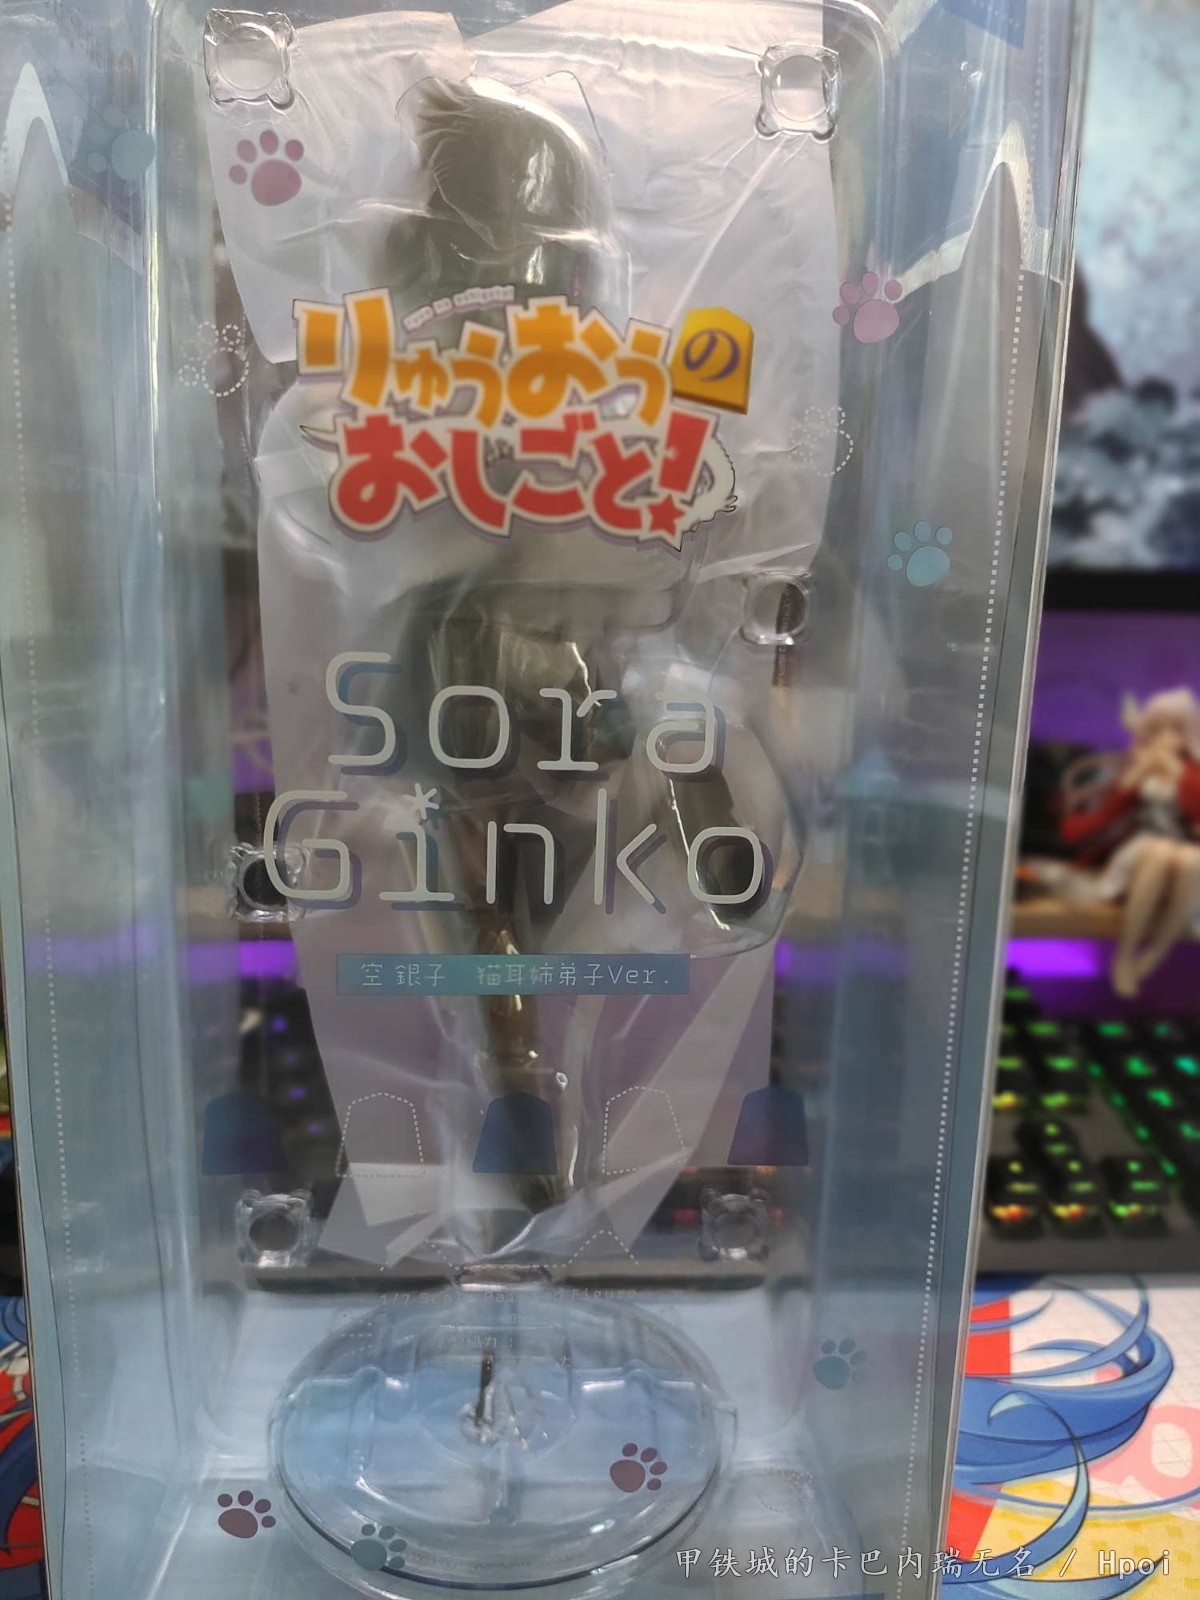 りゅうおうの
おしごと!
Sora
Ginko
空 銀子 猫耳姉弟子Ver.
甲铁城的卡巴内瑞无名 / Hpoi